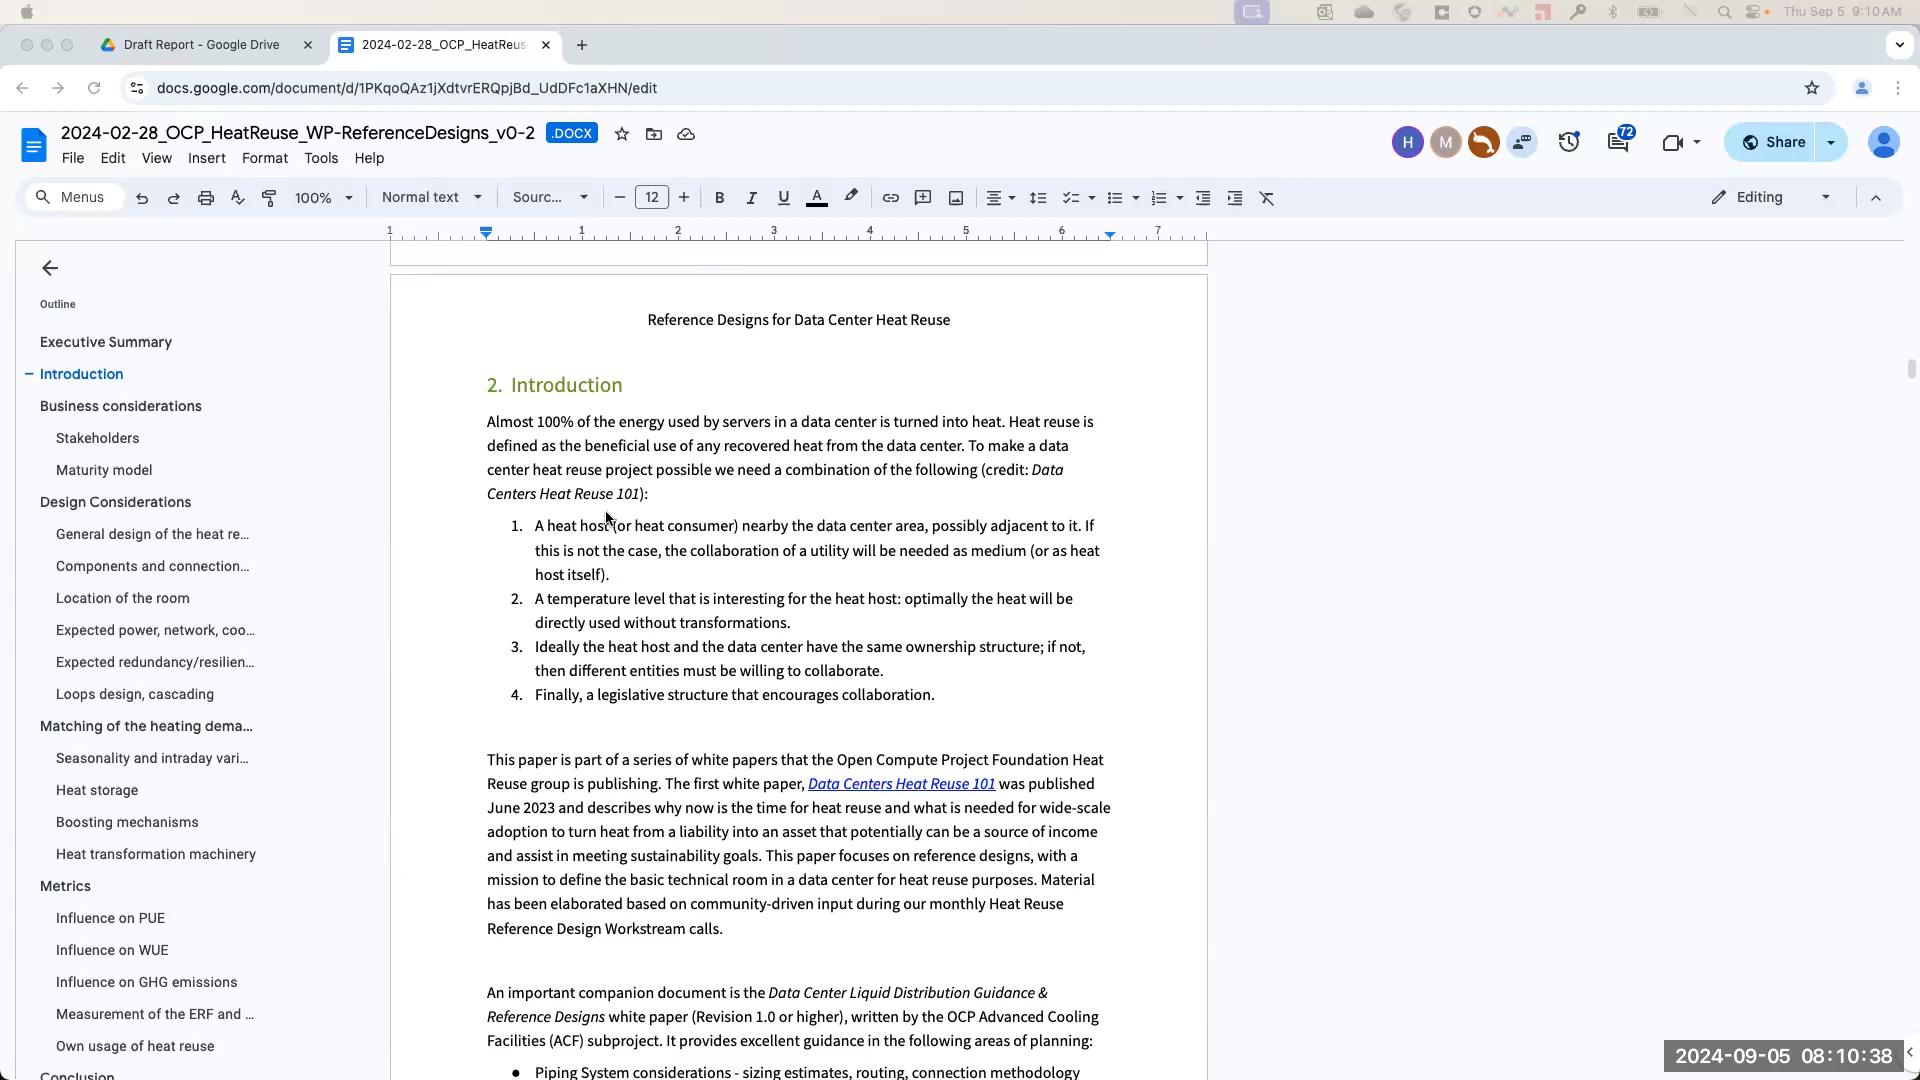 Thu Sep 5 9:10 AM
Draft Report - Google Drive
2024-02-28_OCP_HeatReus
docs.google.com/document/d/1PKqoQAz1jXdtvrERQpjBd_UdDFc1aXHN/edit
2024-02-28_OCP_HeatReuse_WP-ReferenceDesigns_v0-2 .DOCX
File Edit View Insert Format Tools Help
H M 72 Share
Menus 100% Normal text Sourc... 12 B I U A Editing
1 1 2 3 4 5 6 7
Outline
Executive Summary
Introduction
Business considerations
Stakeholders
Maturity model
Design Considerations
General design of the heat re...
Components and connection...
Location of the room
Expected power, network, coo...
Expected redundancy/resilien...
Loops design, cascading
Matching of the heating dema...
Seasonality and intraday vari...
Heat storage
Boosting mechanisms
Heat transformation machinery
Metrics
Influence on PUE
Influence on WUE
Influence on GHG emissions
Measurement of the ERF and ...
Own usage of heat reuse
Conclusion
Reference Designs for Data Center Heat Reuse
2. Introduction
Almost 100% of the energy used by servers in a data center is turned into heat. Heat reuse is
defined as the beneficial use of any recovered heat from the data center. To make a data
center heat reuse project possible we need a combination of the following (credit: Data
Centers Heat Reuse 101):
1. A heat host (or heat consumer) nearby the data center area, possibly adjacent to it. If
this is not the case, the collaboration of a utility will be needed as medium (or as heat
host itself).
2. A temperature level that is interesting for the heat host: optimally the heat will be
directly used without transformations.
3. Ideally the heat host and the data center have the same ownership structure; if not,
then different entities must be willing to collaborate.
4. Finally, a legislative structure that encourages collaboration.
This paper is part of a series of white papers that the Open Compute Project Foundation Heat
Reuse group is publishing. The first white paper, Data Centers Heat Reuse 101 was published
June 2023 and describes why now is the time for heat reuse and what is needed for wide-scale
adoption to turn heat from a liability into an asset that potentially can be a source of income
and assist in meeting sustainability goals. This paper focuses on reference designs, with a
mission to define the basic technical room in a data center for heat reuse purposes. Material
has been elaborated based on community-driven input during our monthly Heat Reuse
Reference Design Workstream calls.
An important companion document is the Data Center Liquid Distribution Guidance &
Reference Designs white paper (Revision 1.0 or higher), written by the OCP Advanced Cooling
Facilities (ACF) subproject. It provides excellent guidance in the following areas of planning:
● Piping System considerations - sizing estimates, routing, connection methodology
2024-09-05 08:10:38